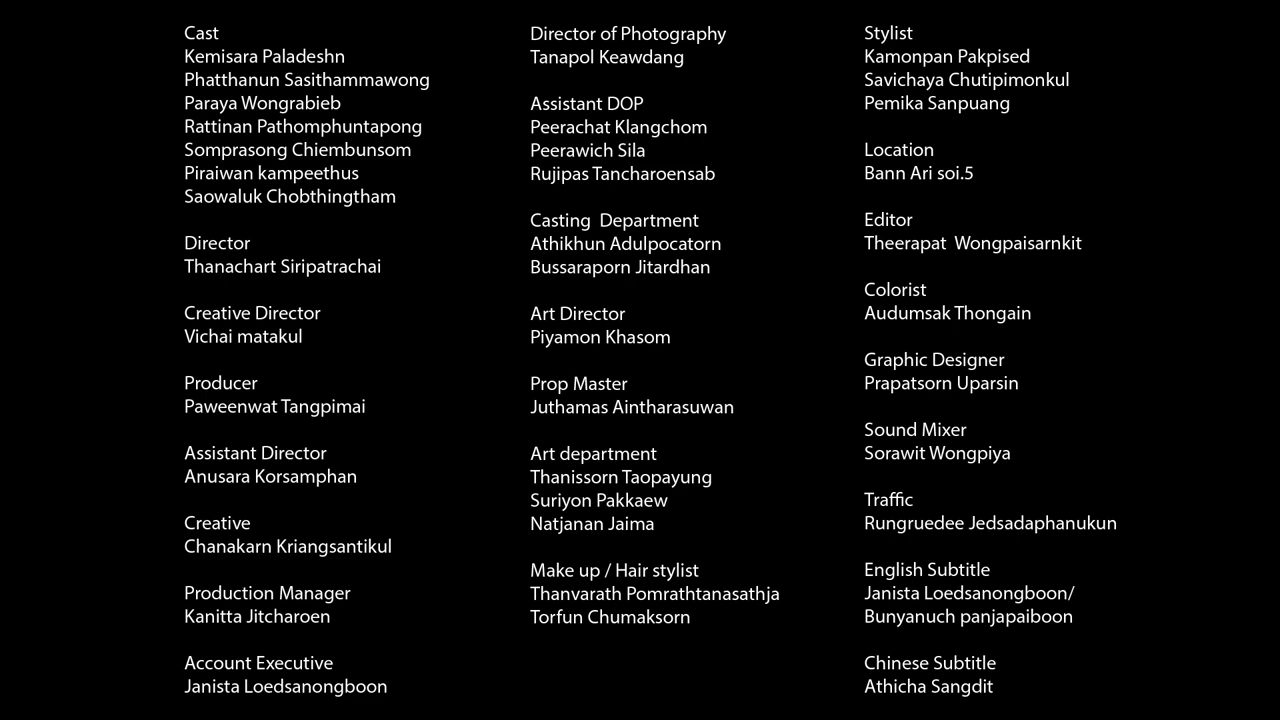 Cast
Kemisara Paladeshn
Phatthanun Sasithammawong
Paraya Wongrabieb
Rattinan Pathomphuntapong
Somprasong Chiembunsom
Piraiwan kampeethus
Saowaluk Chobthingtham
Director
Thanachart Siripatrachai
Creative Director
Vichai matakul
Producer
Paweenwat Tangpimai
Assistant Director
Anusara Korsamphan
Creative
Chanakarn Kriangsantikul
Production Manager
Kanitta Jitcharoen
Account Executive
Janista Loedsanongboon
Director of Photography
Tanapol Keawdang
Assistant DOP
Peerachat Klangchom
Peerawich Sila
Rujipas Tancharoensab
Casting  Department
Athikhun Adulpocatorn
Bussaraporn Jitardhan
Art Director
Piyamon Khasom
Prop Master
Juthamas Aintharasuwan
Art department
Thanissorn Taopayung
Suriyon Pakkaew
Natjanan Jaima
Make up / Hair stylist
Thanvarath Pomrathtanasathja
Torfun Chumaksorn
Stylist
Kamonpan Pakpised
Savichaya Chutipimonkul
Pemika Sanpuang
Location
Bann Ari soi.5
Editor
Theerapat  Wongpaisarnkit
Colorist
Audumsak Thongain
Graphic Designer
Prapatsorn Uparsin
Sound Mixer
Sorawit Wongpiya
Traffic
Rungruedee Jedsadaphanukun
English Subtitle
Janista Loedsanongboon/
Bunyanuch panjapaiboon
Chinese Subtitle
Athicha Sangdit